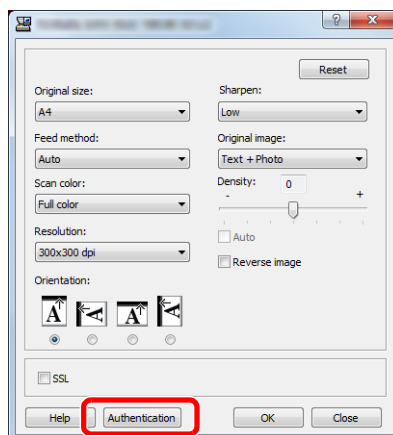 Reset
Original size:
A4
Feed method:
Auto
Scan color:
Full color
Resolution:
300x300 dpi
Orientation:
A A A A
Sharpen:
Low
Original image:
Text + Photo
Density: 0
- +
Auto
Reverse image
SSL
Help Authentication OK Close